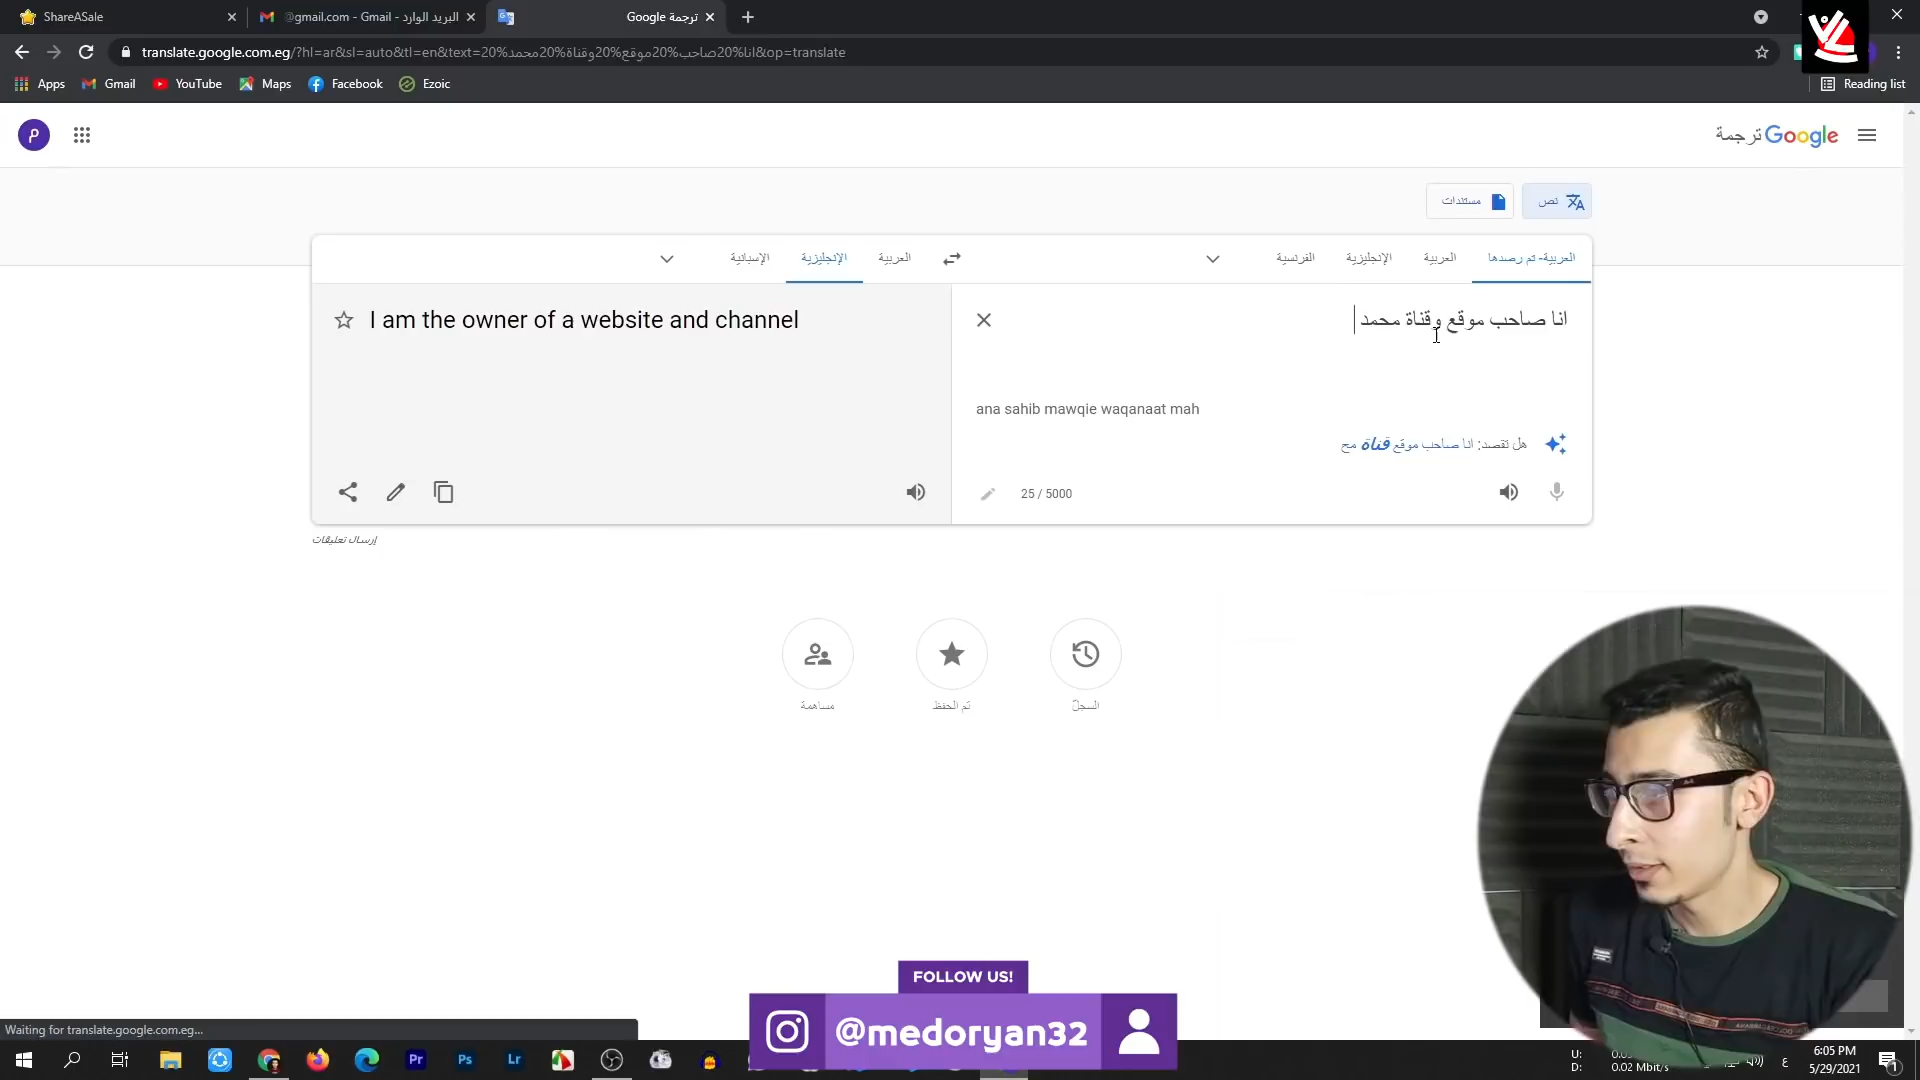 ShareASale
@gmail.com - Gmail - البريد الوارد
ترجمة Google
translate.google.com.eg/?hl=ar&sl=auto&tl=en&text=انا%20صاحب%20موقع%20وقناة%20محمد%20&op=translate
Apps
Gmail
YouTube
Maps
Facebook
Ezoic
Reading list
P
ترجمة Google
نص
مستندات
العربية- تم رصدها
العربية
الإنجليزية
الفرنسية
العربية
الإنجليزية
الإسبانية
انا صاحب موقع وقناة محمد
I am the owner of a website and channel
ana sahib mawqie waqanaat mah
هل تقصد: انا صاحب موقع قناة مح
25 / 5000
إرسال تعليقات
السجلّ
تم الحفظ
مساهمة
FOLLOW US!
@medoryan32
Waiting for translate.google.com.eg...
Pr
Ps
Lr
U:
D:
0.02 Mbit/s
ع
6:05 PM
5/29/2021
1